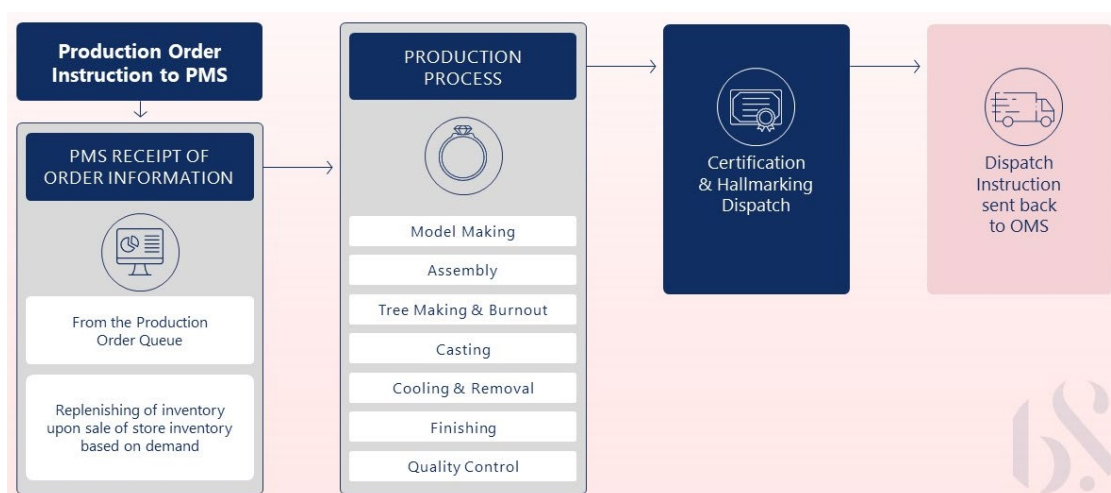 Production Order
Instruction to PMS
PMS RECEIPT OF
ORDER INFORMATION
From the Production
Order Queue
Replenishing of inventory
upon sale of store inventory
based on demand
PRODUCTION
PROCESS
Model Making
Assembly
Tree Making & Burnout
Casting
Cooling & Removal
Finishing
Quality Control
Certification
& Hallmarking
Dispatch
Dispatch
Instruction
sent back
to OMS